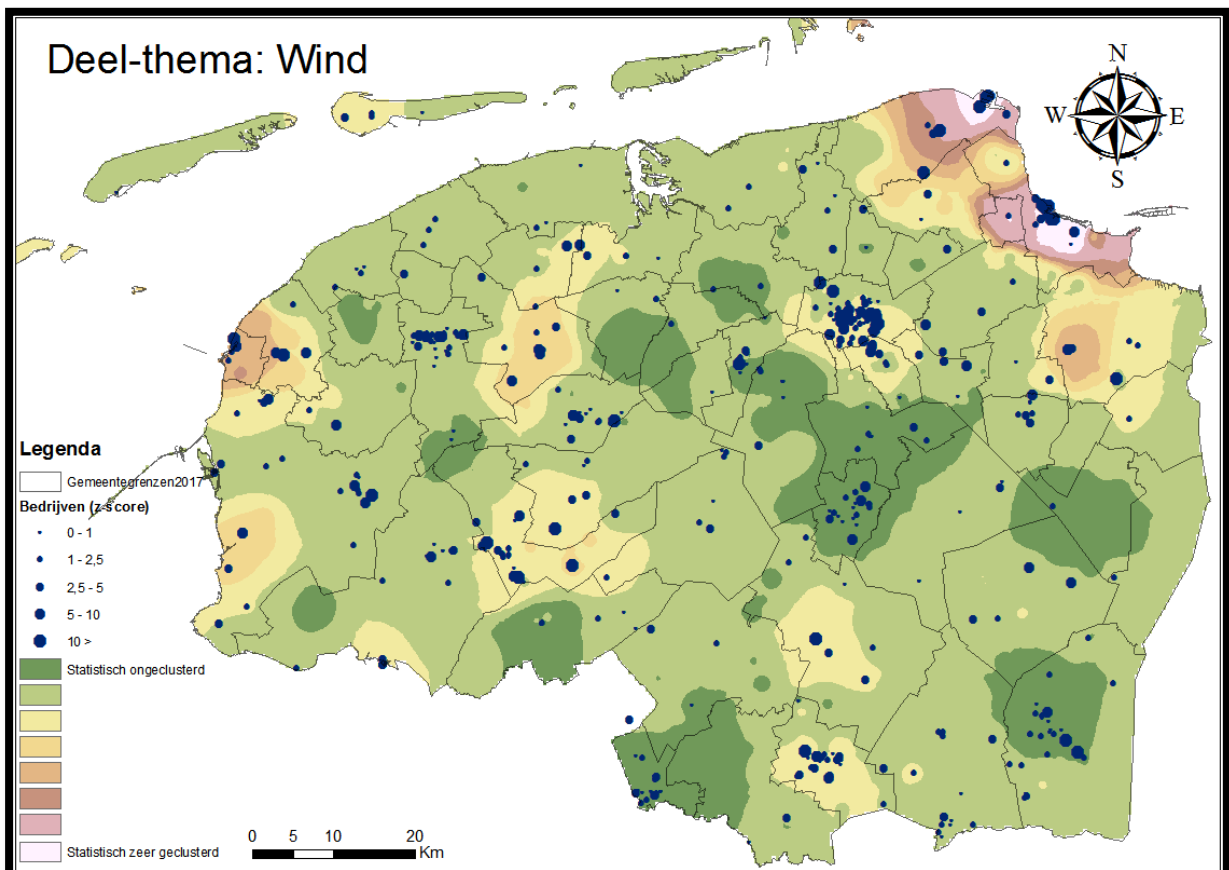 Deel-thema: Wind
N
W E
S
Legenda
Gemeentegrenzen2017
Bedrijven (z-score)
0 - 1
1 - 2,5
2,5 - 5
5 - 10
10 >
Statistisch ongeclusterd
Statistisch zeer geclusterd
0 5 10 20
Km